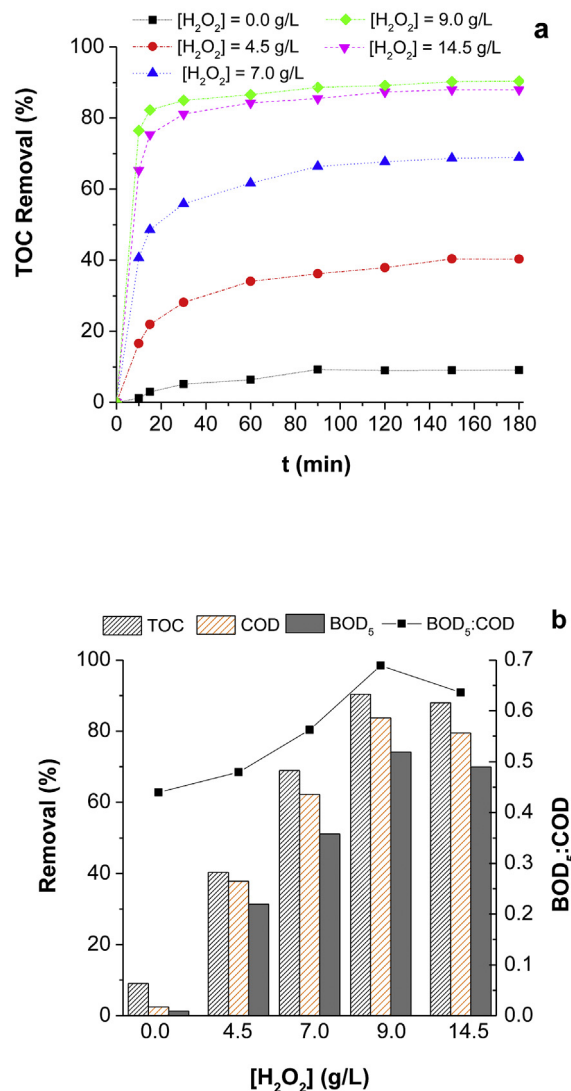 [H₂O₂] = 0.0 g/L [H₂O₂] = 9.0 g/L
[H₂O₂] = 4.5 g/L [H₂O₂] = 14.5 g/L
[H₂O₂] = 7.0 g/L
a
100
80
60
40
20
0
TOC Removal (%)
0 20 40 60 80 100 120 140 160 180
t (min)
b
TOC COD BOD₅ BOD₅:COD
100 0.7
80 0.6
0.5
60 0.4
40 0.3
0.2
20 0.1
0 0.0
Removal (%)
BOD₅:COD
0.0 4.5 7.0 9.0 14.5
[H₂O₂] (g/L)